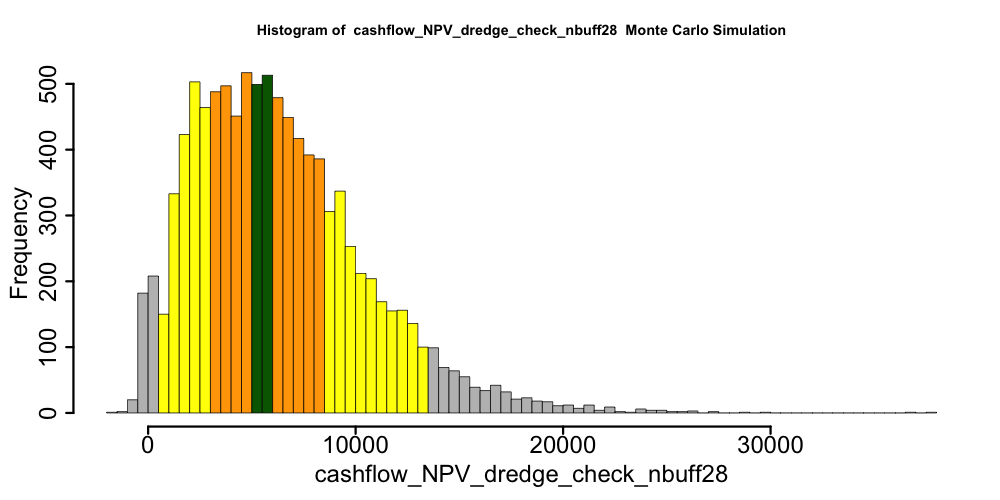 Histogram of  cashflow_NPV_dredge_check_nbuff28  Monte Carlo Simulation
Frequency
500
400
300
200
100
0
0 10000 20000 30000
cashflow_NPV_dredge_check_nbuff28